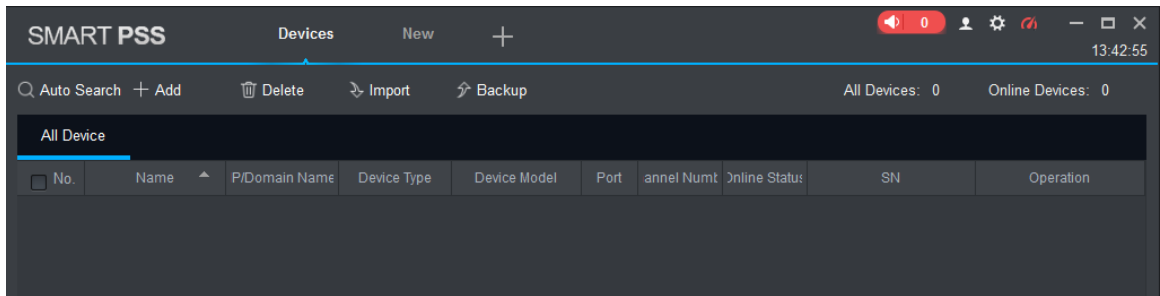 SMART PSS Devices New 0
13:42:55
Auto Search Add Delete Import Backup All Devices: 0 Online Devices: 0
All Device
No. Name P/Domain Name Device Type Device Model Port annel Numb Online Status SN Operation